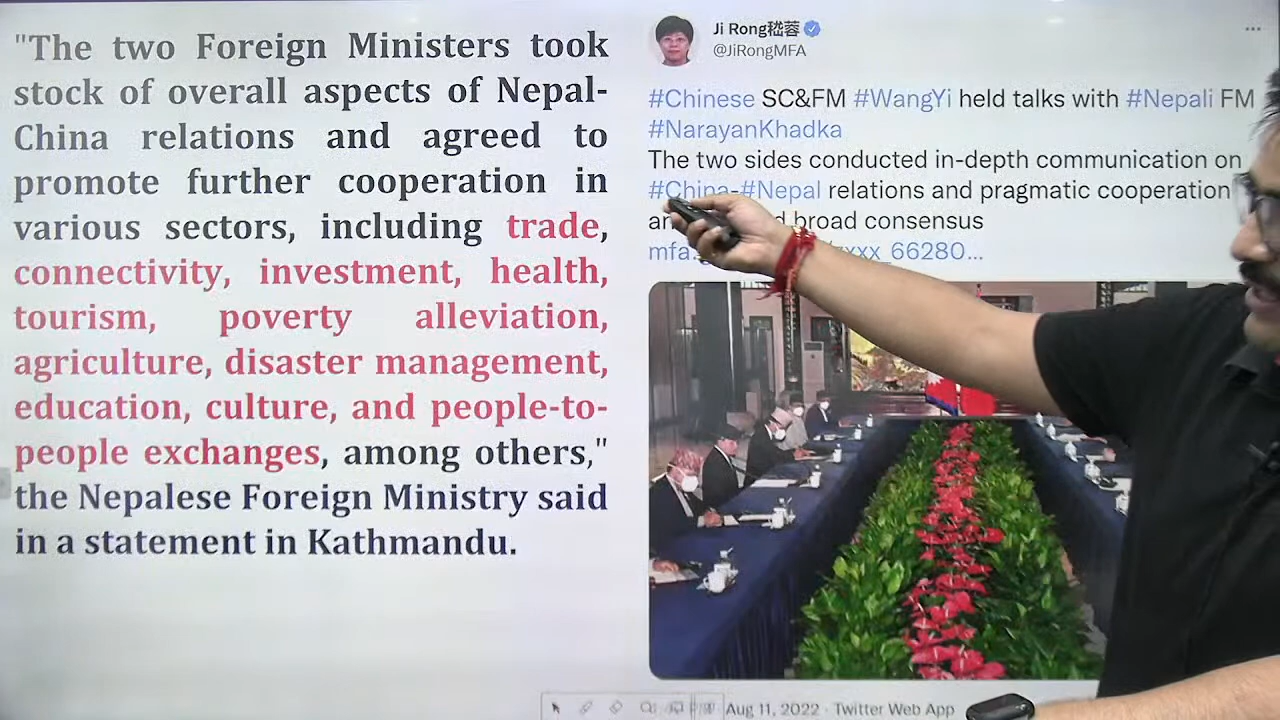 "The two Foreign Ministers took
stock of overall aspects of Nepal-
China relations and agreed to
promote further cooperation in
various sectors, including trade,
connectivity, investment, health,
tourism, poverty alleviation,
agriculture, disaster management,
education, culture, and people-to-
people exchanges, among others,"
the Nepalese Foreign Ministry said
in a statement in Kathmandu.
Ji Rong嵇蓉
@JiRongMFA
#Chinese SC&FM #WangYi held talks with #Nepali FM
#NarayanKhadka
The two sides conducted in-depth communication on
#China-#Nepal relations and pragmatic cooperation
broad consensus
mfa. xxx_66280...
Aug 11, 2022 · Twitter Web App